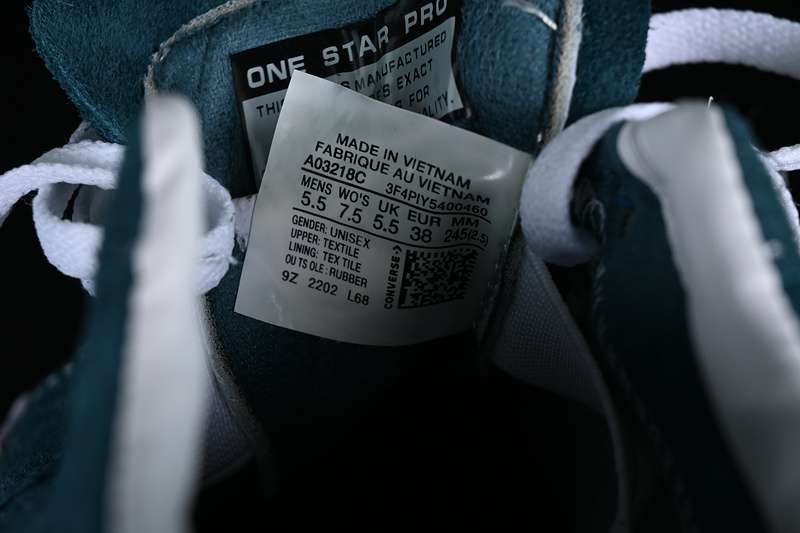 ONE STAR PRO
MANUFACTURED
EXACT
FOR
MADE IN VIETNAM
FABRIQUE AU VIETNAM
A03218C 3F4PIY5400460
MENS WO'S UK EUR MM
5.5 7.5 5.5 38 245(2.5)
GENDER: UNISEX
UPPER: TEXTILE
LINING: TEXTILE
OUTSOLE: RUBBER
9Z 2202 L68
CONVERSE